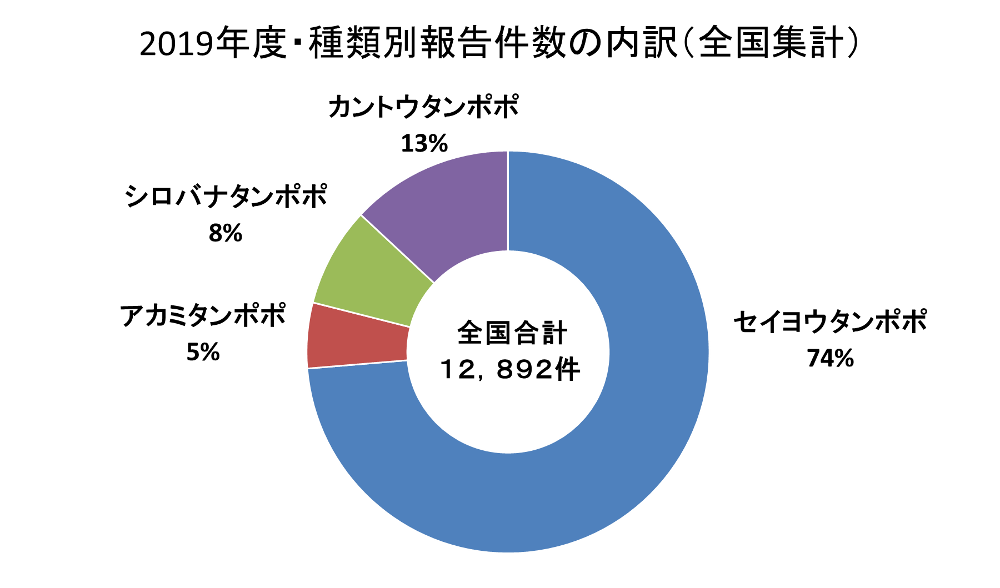 2019年度・種類別報告件数の内訳（全国集計）
カントウタンポポ
13%
シロバナタンポポ
8%
アカミタンポポ
5%
全国合計
１２，８９２件
セイヨウタンポポ
74%